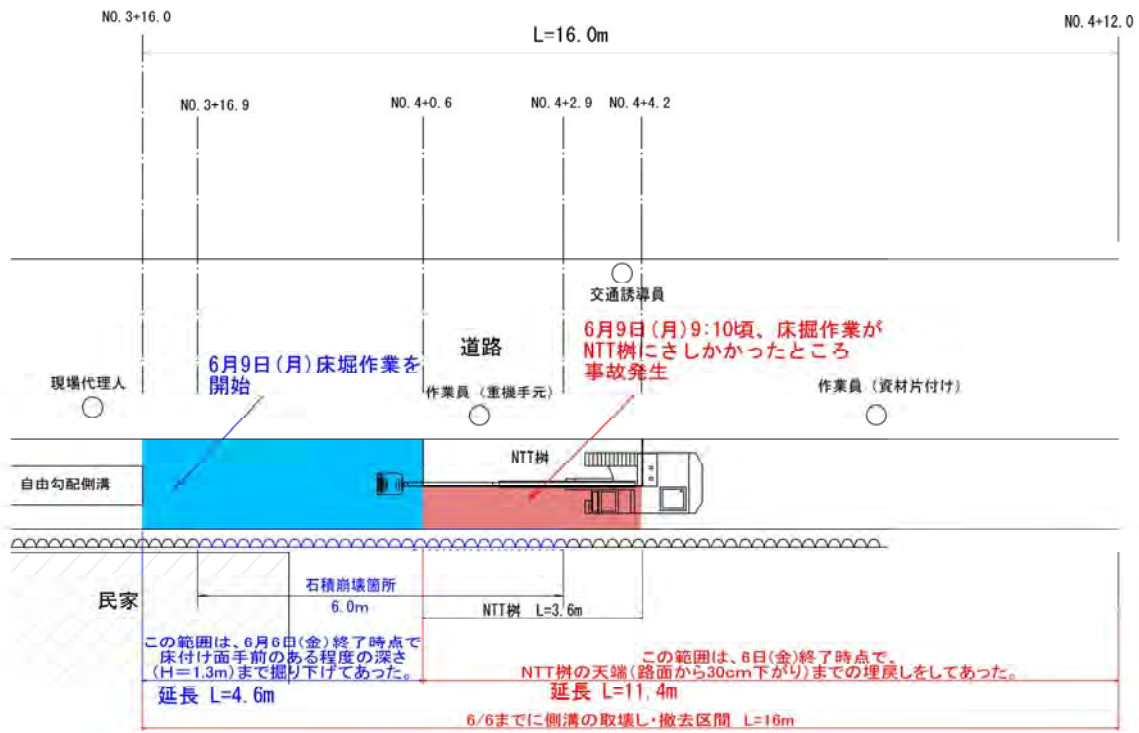 NO.3+16.0
NO.4+12.0
L=16.0m
NO.3+16.9
NO.4+0.6
NO.4+2.9
NO.4+4.2
交通誘導員
6月9日(月)9:10頃、床掘作業が
NTT桝にさしかかったところ
事故発生
道路
6月9日(月)床堀作業を
開始
現場代理人
作業員(重機手元)
作業員(資材片付け)
NTT桝
自由勾配側溝
石積崩壊箇所
6.0m
民家
NTT桝 L=3.6m
この範囲は、6月6日(金)終了時点で
床付け面手前のある程度の深さ
(H=1.3m)まで掘り下げてあった。
延長 L=4.6m
この範囲は、6日(金)終了時点で、
NTT桝の天端(路面から30cm下がり)までの埋戻しをしてあった。
延長 L=11.4m
6/6までに側溝の取壊し・撤去区間 L=16m